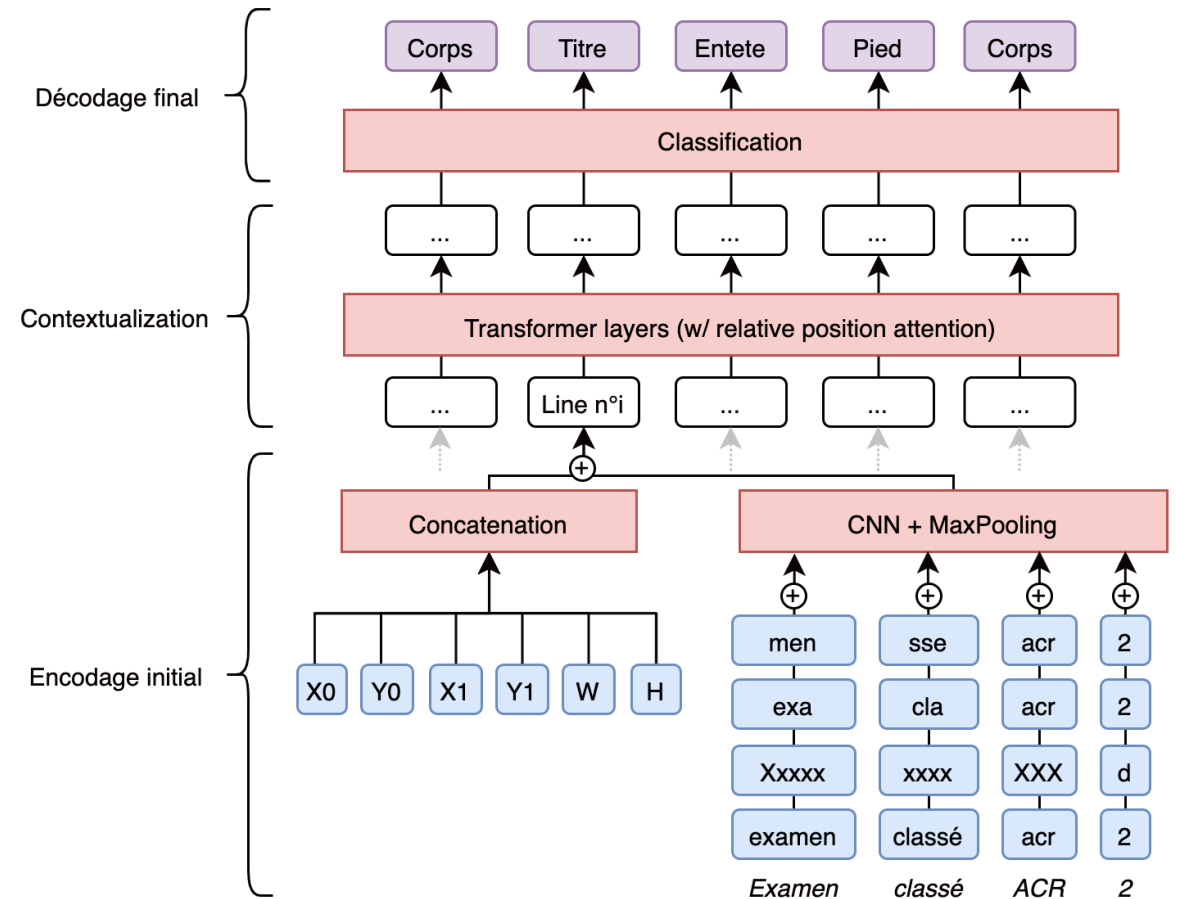 Décodage final
Corps Titre Entete Pied Corps
Classification
... ... ... ... ...
Contextualization
Transformer layers (w/ relative position attention)
... Line n°i ... ... ...
+
Encodage initial
Concatenation
CNN + MaxPooling
+ + + +
X0 Y0 X1 Y1 W H
men sse acr 2
exa cla acr 2
Xxxxx xxxx XXX d
examen classé acr 2
Examen classé ACR 2